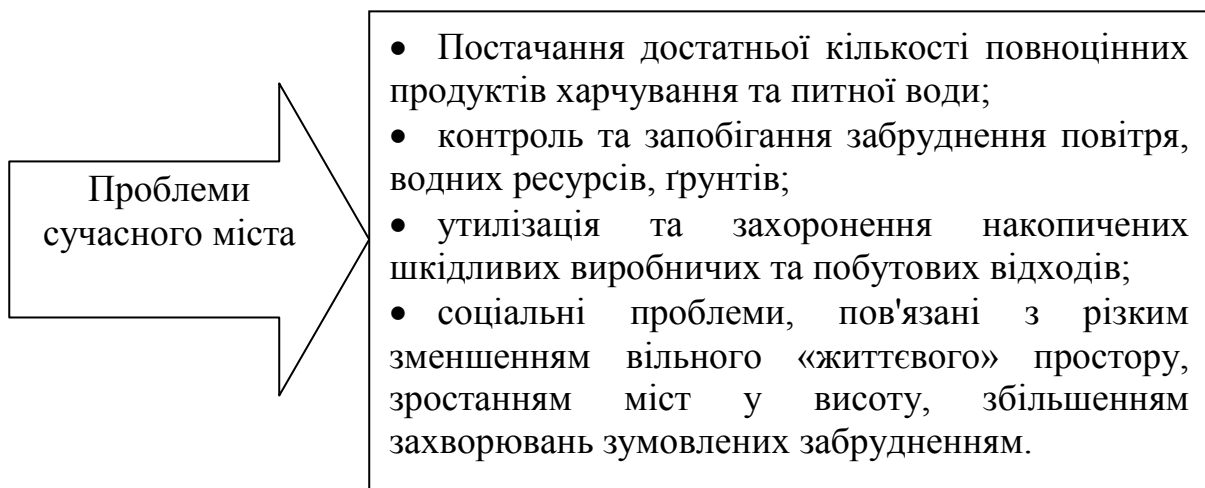 Проблеми
сучасного міста
• Постачання достатньої кількості повноцінних
продуктів харчування та питної води;
• контроль та запобігання забруднення повітря,
водних ресурсів, ґрунтів;
• утилізація та захоронення накопичених
шкідливих виробничих та побутових відходів;
• соціальні проблеми, пов'язані з різким
зменшенням вільного «життєвого» простору,
зростанням міст у висоту, збільшенням
захворювань зумовлених забрудненням.